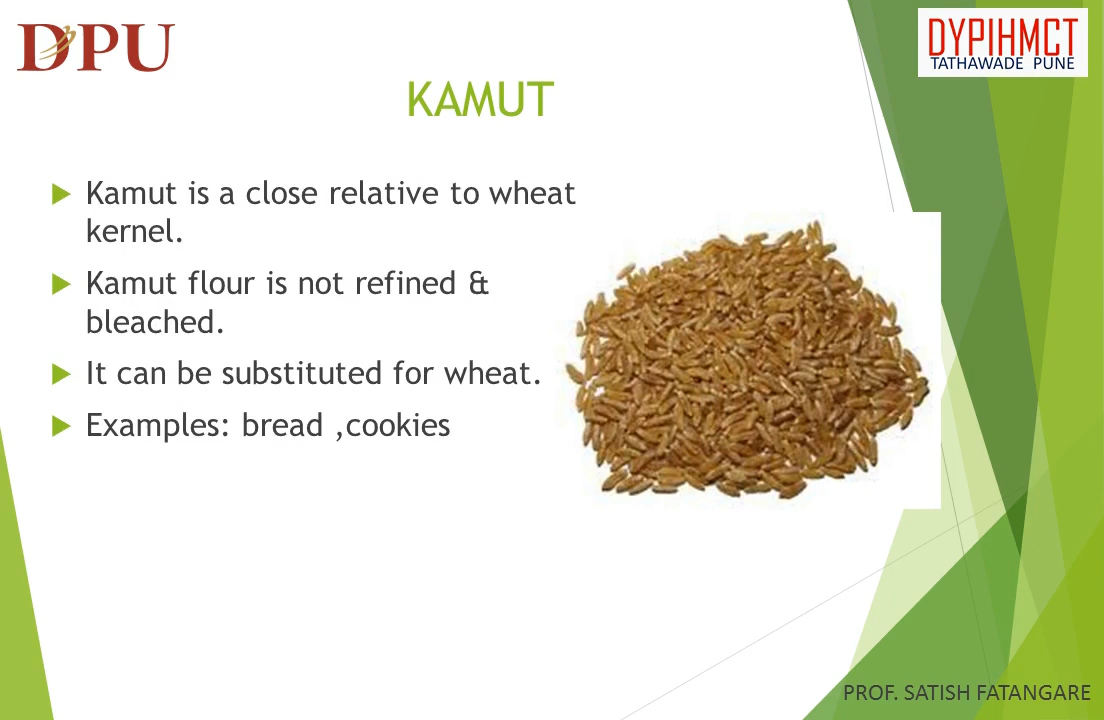 DPU
DYPIHMCT
TATHAWADE PUNE
KAMUT
Kamut is a close relative to wheat
kernel.
Kamut flour is not refined &
bleached.
It can be substituted for wheat.
Examples: bread ,cookies
PROF. SATISH FATANGARE